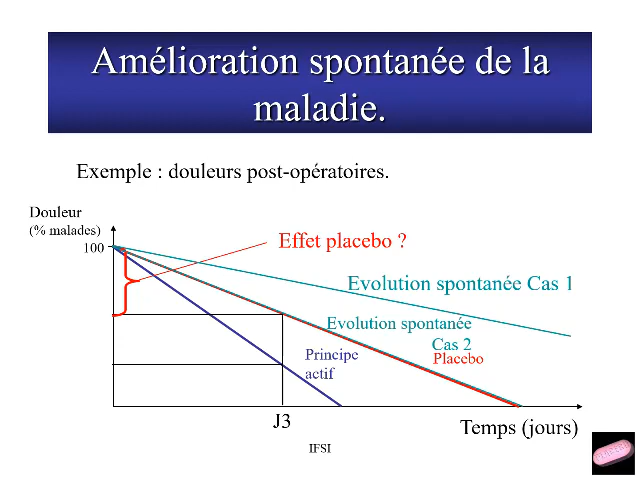 Amélioration spontanée de la
maladie.
Exemple : douleurs post-opératoires.
Douleur
(% malades)
100
Effet placebo ?
Evolution spontanée Cas 1
Evolution spontanée
Cas 2
Placebo
Principe
actif
J3
Temps (jours)
IFSI